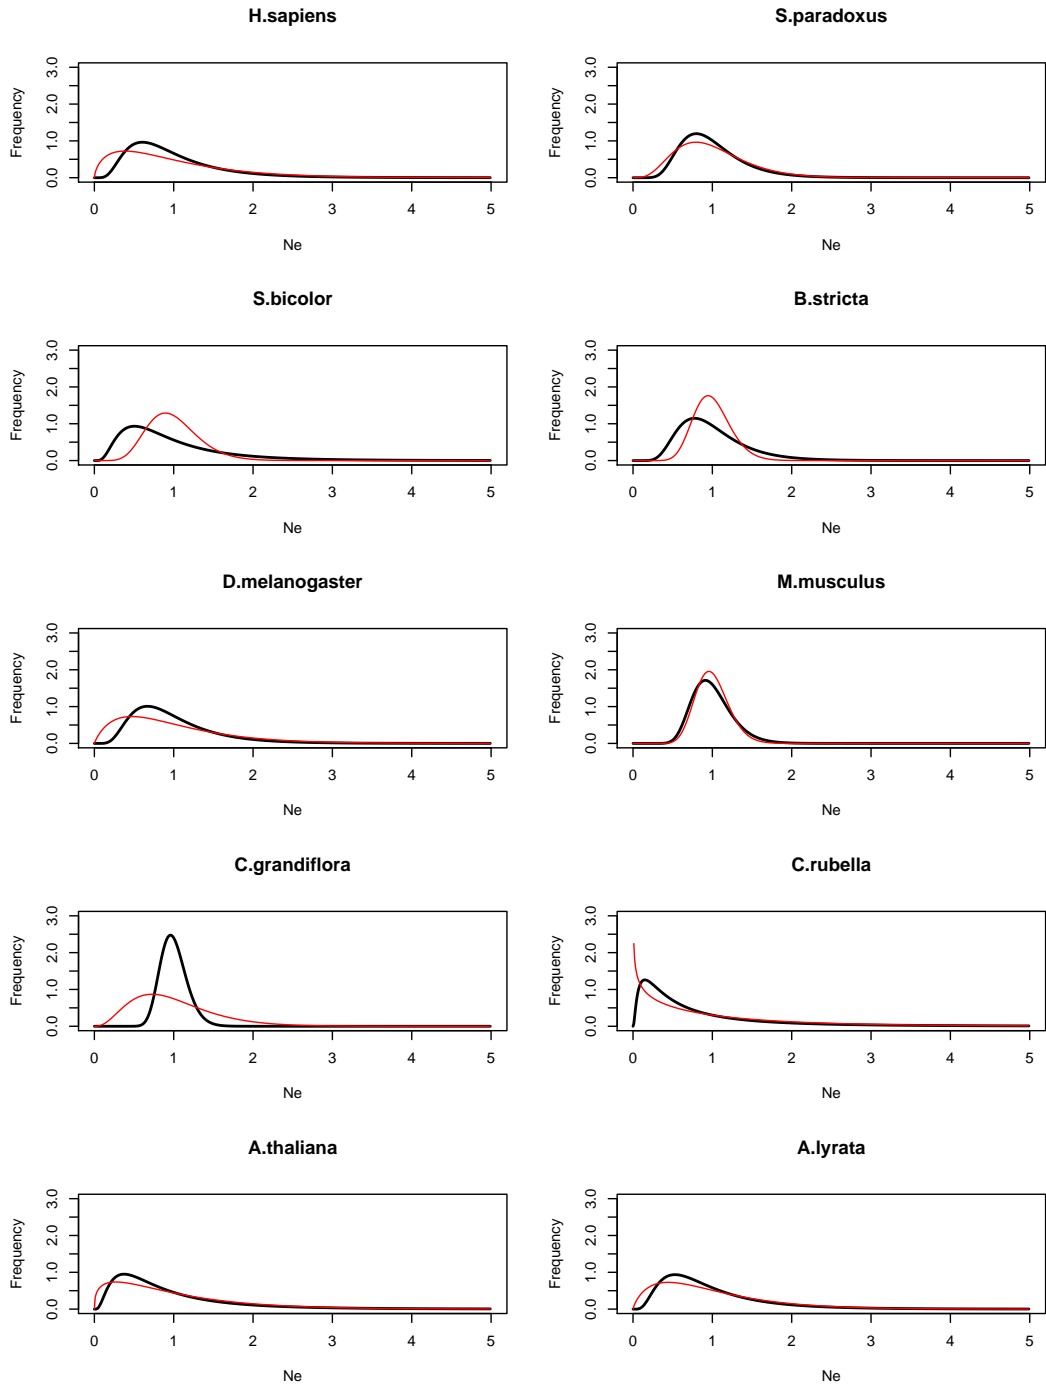 H.sapiens
Frequency
0.0 1.0 2.0 3.0
0 1 2 3 4 5
Ne
S.paradoxus
Frequency
0.0 1.0 2.0 3.0
0 1 2 3 4 5
Ne
S.bicolor
Frequency
0.0 1.0 2.0 3.0
0 1 2 3 4 5
Ne
B.stricta
Frequency
0.0 1.0 2.0 3.0
0 1 2 3 4 5
Ne
D.melanogaster
Frequency
0.0 1.0 2.0 3.0
0 1 2 3 4 5
Ne
M.musculus
Frequency
0.0 1.0 2.0 3.0
0 1 2 3 4 5
Ne
C.grandiflora
Frequency
0.0 1.0 2.0 3.0
0 1 2 3 4 5
Ne
C.rubella
Frequency
0.0 1.0 2.0 3.0
0 1 2 3 4 5
Ne
A.thaliana
Frequency
0.0 1.0 2.0 3.0
0 1 2 3 4 5
Ne
A.lyrata
Frequency
0.0 1.0 2.0 3.0
0 1 2 3 4 5
Ne